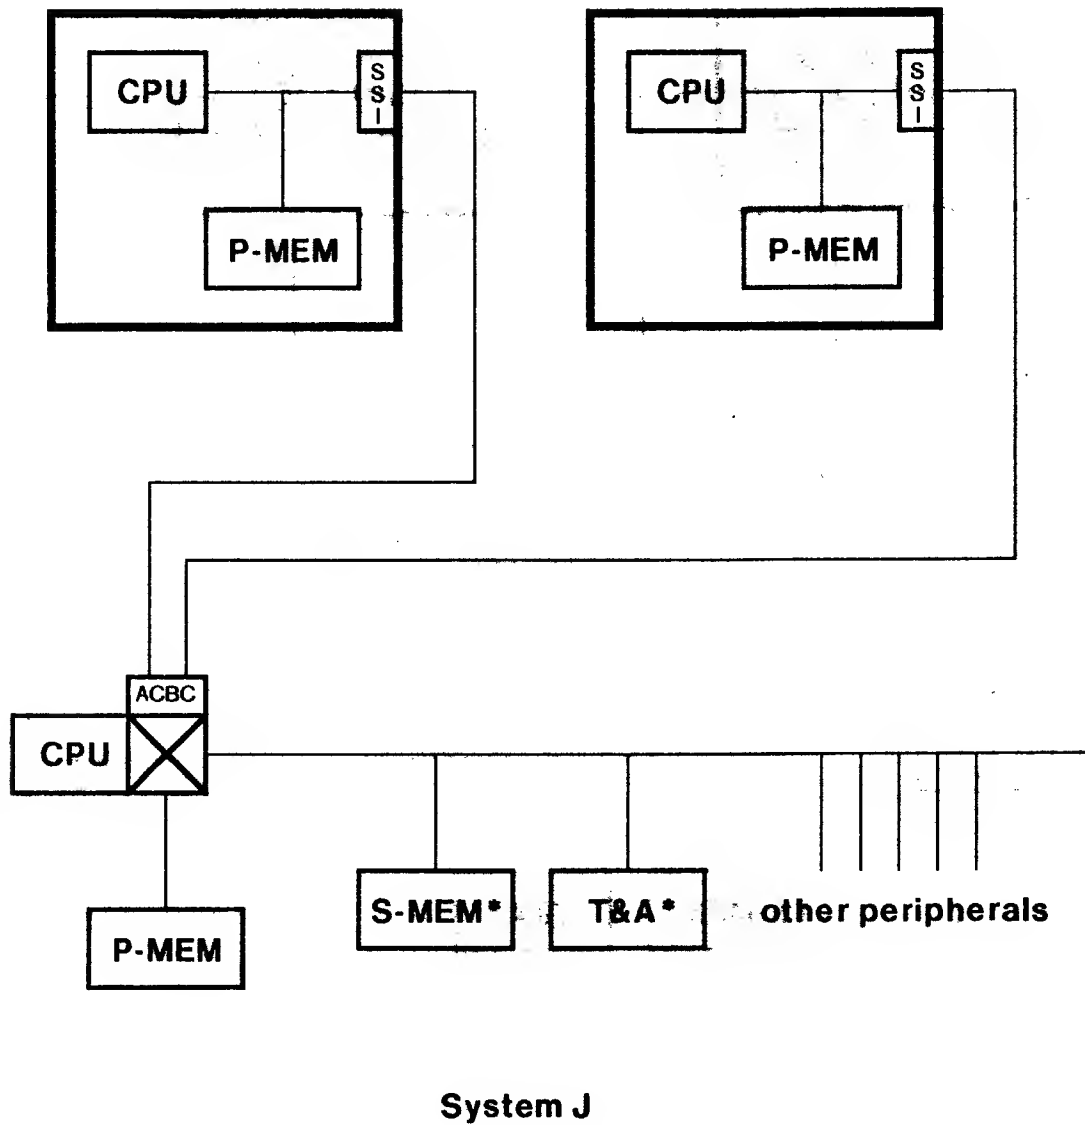 CPU
SSI
P-MEM
CPU
SSI
P-MEM
ACBC
CPU
S-MEM*
T&A*
other peripherals
P-MEM
System J